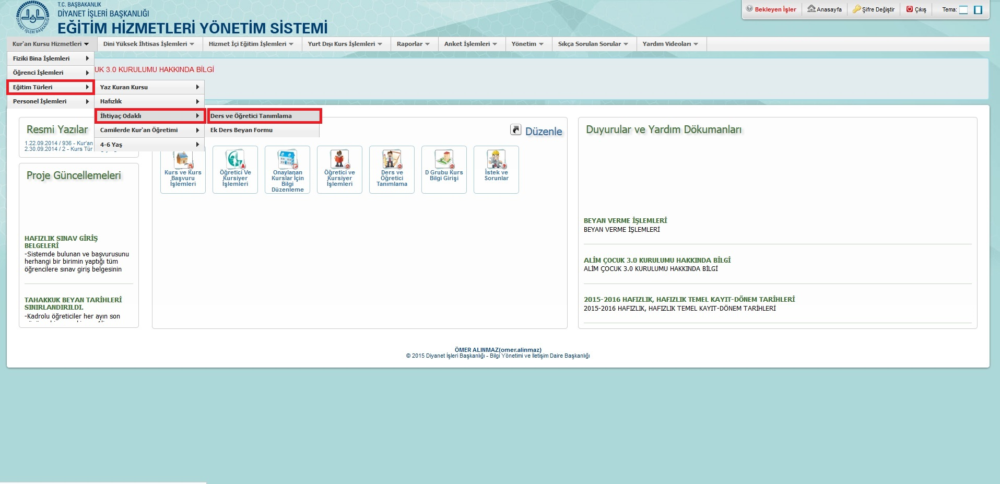 T.C. BAŞBAKANLIK
DİYANET İŞLERİ BAŞKANLIĞI
EĞİTİM HİZMETLERİ YÖNETİM SİSTEMİ
Bekleyen İşler
Anasayfa
Şifre Değiştir
Çıkış
Tema:
Kur'an Kursu Hizmetleri
Dini Yüksek İhtisas İşlemleri
Hizmet İçi Eğitim İşlemleri
Yurt Dışı Kurs İşlemleri
Raporlar
Anket İşlemleri
Yönetim
Sıkça Sorulan Sorular
Yardım Videoları
Fiziki Bina İşlemleri
Öğrenci İşlemleri
Eğitim Türleri
Personel İşlemleri
UK 3.0 KURULUMU HAKKINDA BİLGİ
Yaz Kuran Kursu
Hafızlık
İhtiyaç Odaklı
Camilerde Kur'an Öğretimi
4-6 Yaş
Ders ve Öğretici Tanımlama
Ek Ders Beyan Formu
Resmi Yazılar
1.22.09.2014 / 936 - Kur'an
2.30.09.2014 / 2 - Kurs Tür
Proje Güncellemeleri
HAFIZLIK SINAV GİRİŞ
BELGELERİ
-Sistemde bulunan ve başvurusunu
herhangi bir birimin yaptığı tüm
öğrencilere sınav giriş belgesinin
TAHAKKUK BEYAN TARİHLERİ
SINIRLANDIRILDI.
-Kadrolu öğreticiler her ayın son
Düzenle
Kurs ve Kurs
Başvuru
İşlemleri
Öğretici Ve
Kursiyer
İşlemleri
Onaylanan
Kurslar İçin
Bilgi
Düzenleme
Öğretici ve
Kursiyer
İşlemleri
Ders ve
Öğretici
Tanımlama
D Grubu Kurs
Bilgi Girişi
İstek ve
Sorunlar
Duyurular ve Yardım Dökumanları
BEYAN VERME İŞLEMLERİ
BEYAN VERME İŞLEMLERİ
ALİM ÇOCUK 3.0 KURULUMU HAKKINDA BİLGİ
ALİM ÇOCUK 3.0 KURULUMU HAKKINDA BİLGİ
2015-2016 HAFIZLIK, HAFIZLIK TEMEL KAYIT-DÖNEM TARİHLERİ
2015-2016 HAFIZLIK, HAFIZLIK TEMEL KAYIT-DÖNEM TARİHLERİ
ÖMER ALINMAZ(omer.alinmaz)
© 2015 Diyanet İşleri Başkanlığı - Bilgi Yönetimi ve İletişim Daire Başkanlığı